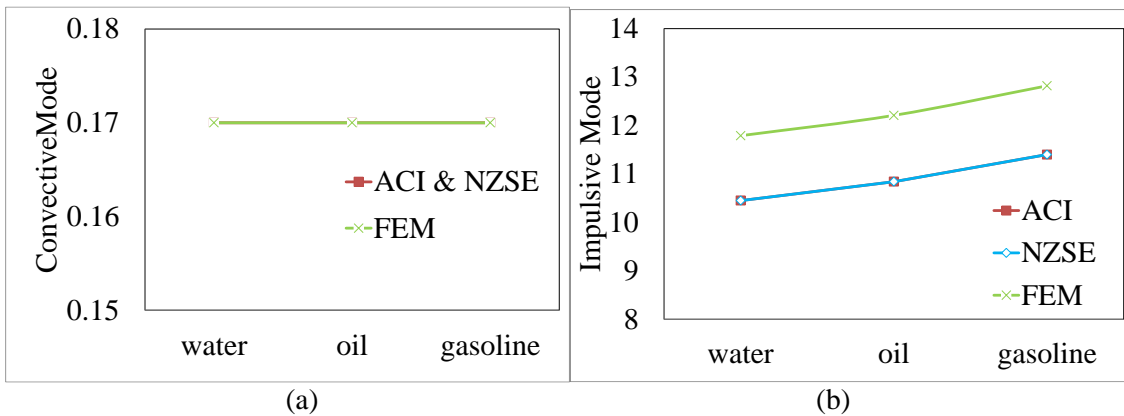 0.18
0.17
0.16
0.15
ConvectiveMode
ACI & NZSE
FEM
water oil gasoline
(a)
14
13
12
11
10
9
8
Impulsive Mode
ACI
NZSE
FEM
water oil gasoline
(b)